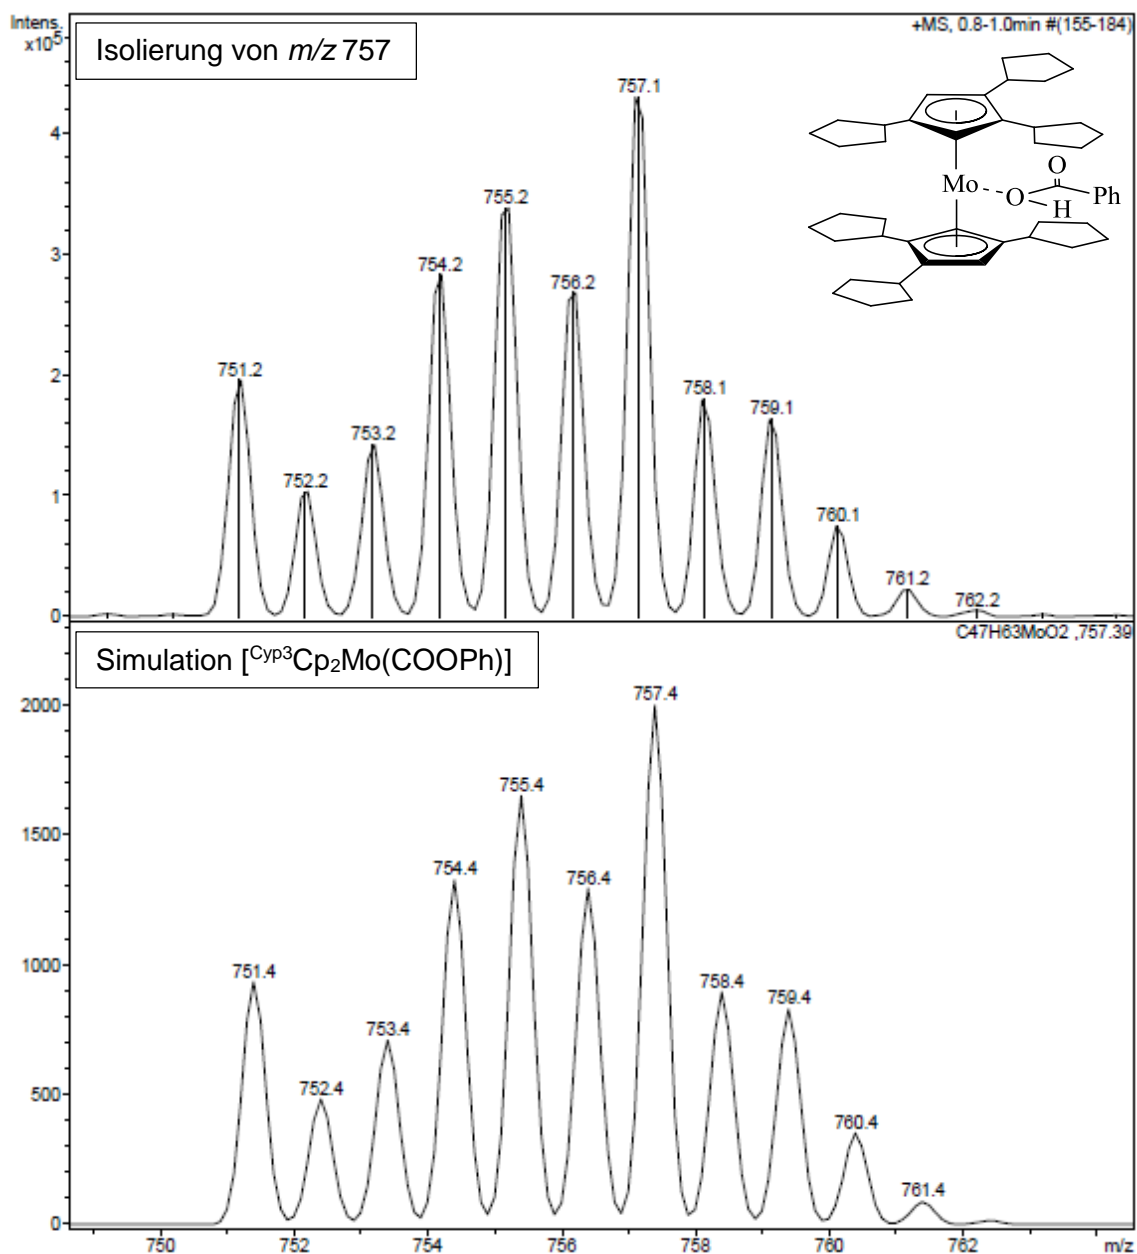 Intens.
x10⁵
+MS, 0.8-1.0min #(155-184)
Isolierung von m/z 757
757.1
755.2
754.2
756.2
751.2
758.1
759.1
753.2
752.2
760.1
761.2
762.2
4
3
2
1
0
O
Mo
O
H
Ph
C47H63MoO2 ,757.39
Simulation [Cyp3Cp₂Mo(COOPh)]
757.4
755.4
754.4
756.4
751.4
758.4
759.4
753.4
752.4
760.4
761.4
2000
1500
1000
500
0
750 752 754 756 758 760 762 m/z